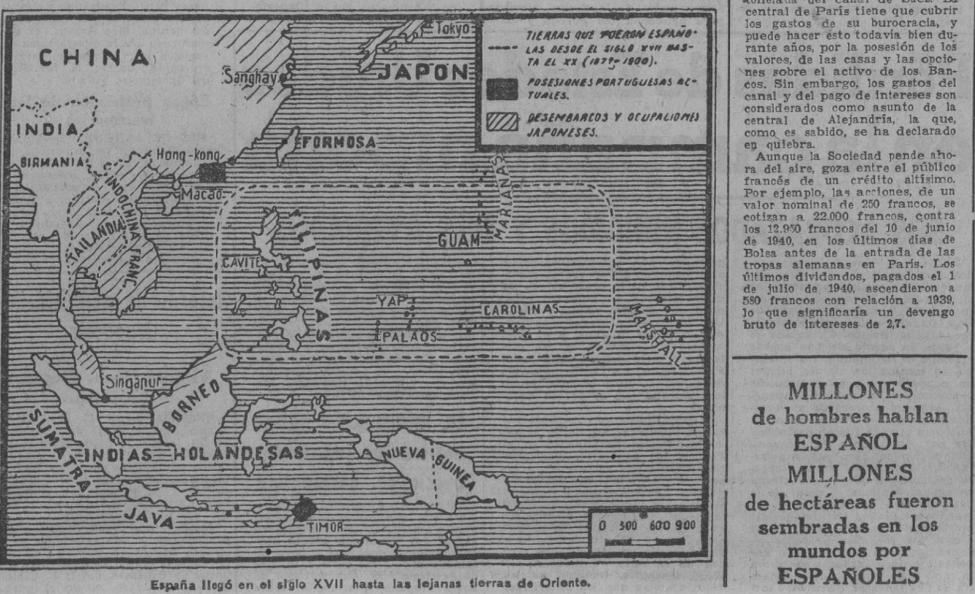 CHINA
INDIA
BIRMANIA
TAILANDIA
INDOCHINA FRANC.
Sanghay
Hong-kong
Macao
Tokyo
JAPON
FORMOSA
TIERRAS QUE FUERON ESPAÑO-
LAS DESDE EL SIGLO XVII HAS-
TA EL XX
POSESIONES PORTUGUESAS AC-
TUALES.
DESEMBARCOS Y OCUPACIONES
JAPONESES.
FILIPINAS
CAVITE
MARIANAS
GUAM
YAP
PALAOS
CAROLINAS
MARSHALL
Singapur
BORNEO
SUMATRA
INDIAS HOLANDESAS
JAVA
TIMOR
NUEVA GUINEA
0 300 600 900
España llegó en el siglo XVII hasta las lejanas tierras de Oriente.
central de París tiene que cubrir
los gastos de su burocracia, y
puede hacer esto todavía bien du-
rante años, por la posesión de los
valores, de las casas y las opcio-
nes sobre el activo de los Ban-
cos. Sin embargo, los gastos del
canal y del pago de intereses son
considerados como asunto de la
central de Alejandría, la que,
como es sabido, se ha declarado
en quiebra.
Aunque la Sociedad pende aho-
ra del aire, goza entre el público
francés de un crédito altísimo.
Por ejemplo, las acciones, de un
valor nominal de 250 francos, se
cotizan a 22.000 francos, contra
los 12.950 francos del 10 de junio
de 1940, en los últimos días de
Bolsa antes de la entrada de las
tropas alemanas en París. Los
últimos dividendos, pagados el 1
de julio de 1940, ascendieron a
580 francos con relación a 1939,
lo que significaría un devengo
bruto de intereses de 2,7.
MILLONES
de hombres hablan
ESPAÑOL
MILLONES
de hectáreas fueron
sembradas en los
mundos por
ESPAÑOLES